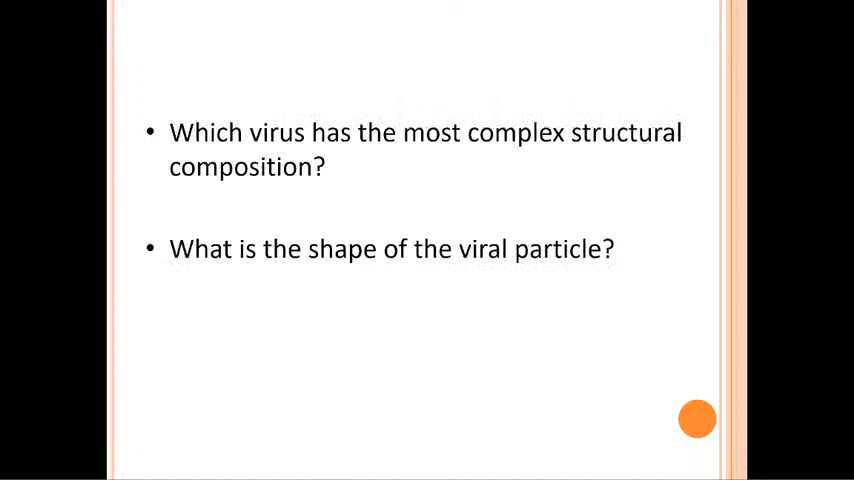 • Which virus has the most complex structural
composition?
• What is the shape of the viral particle?